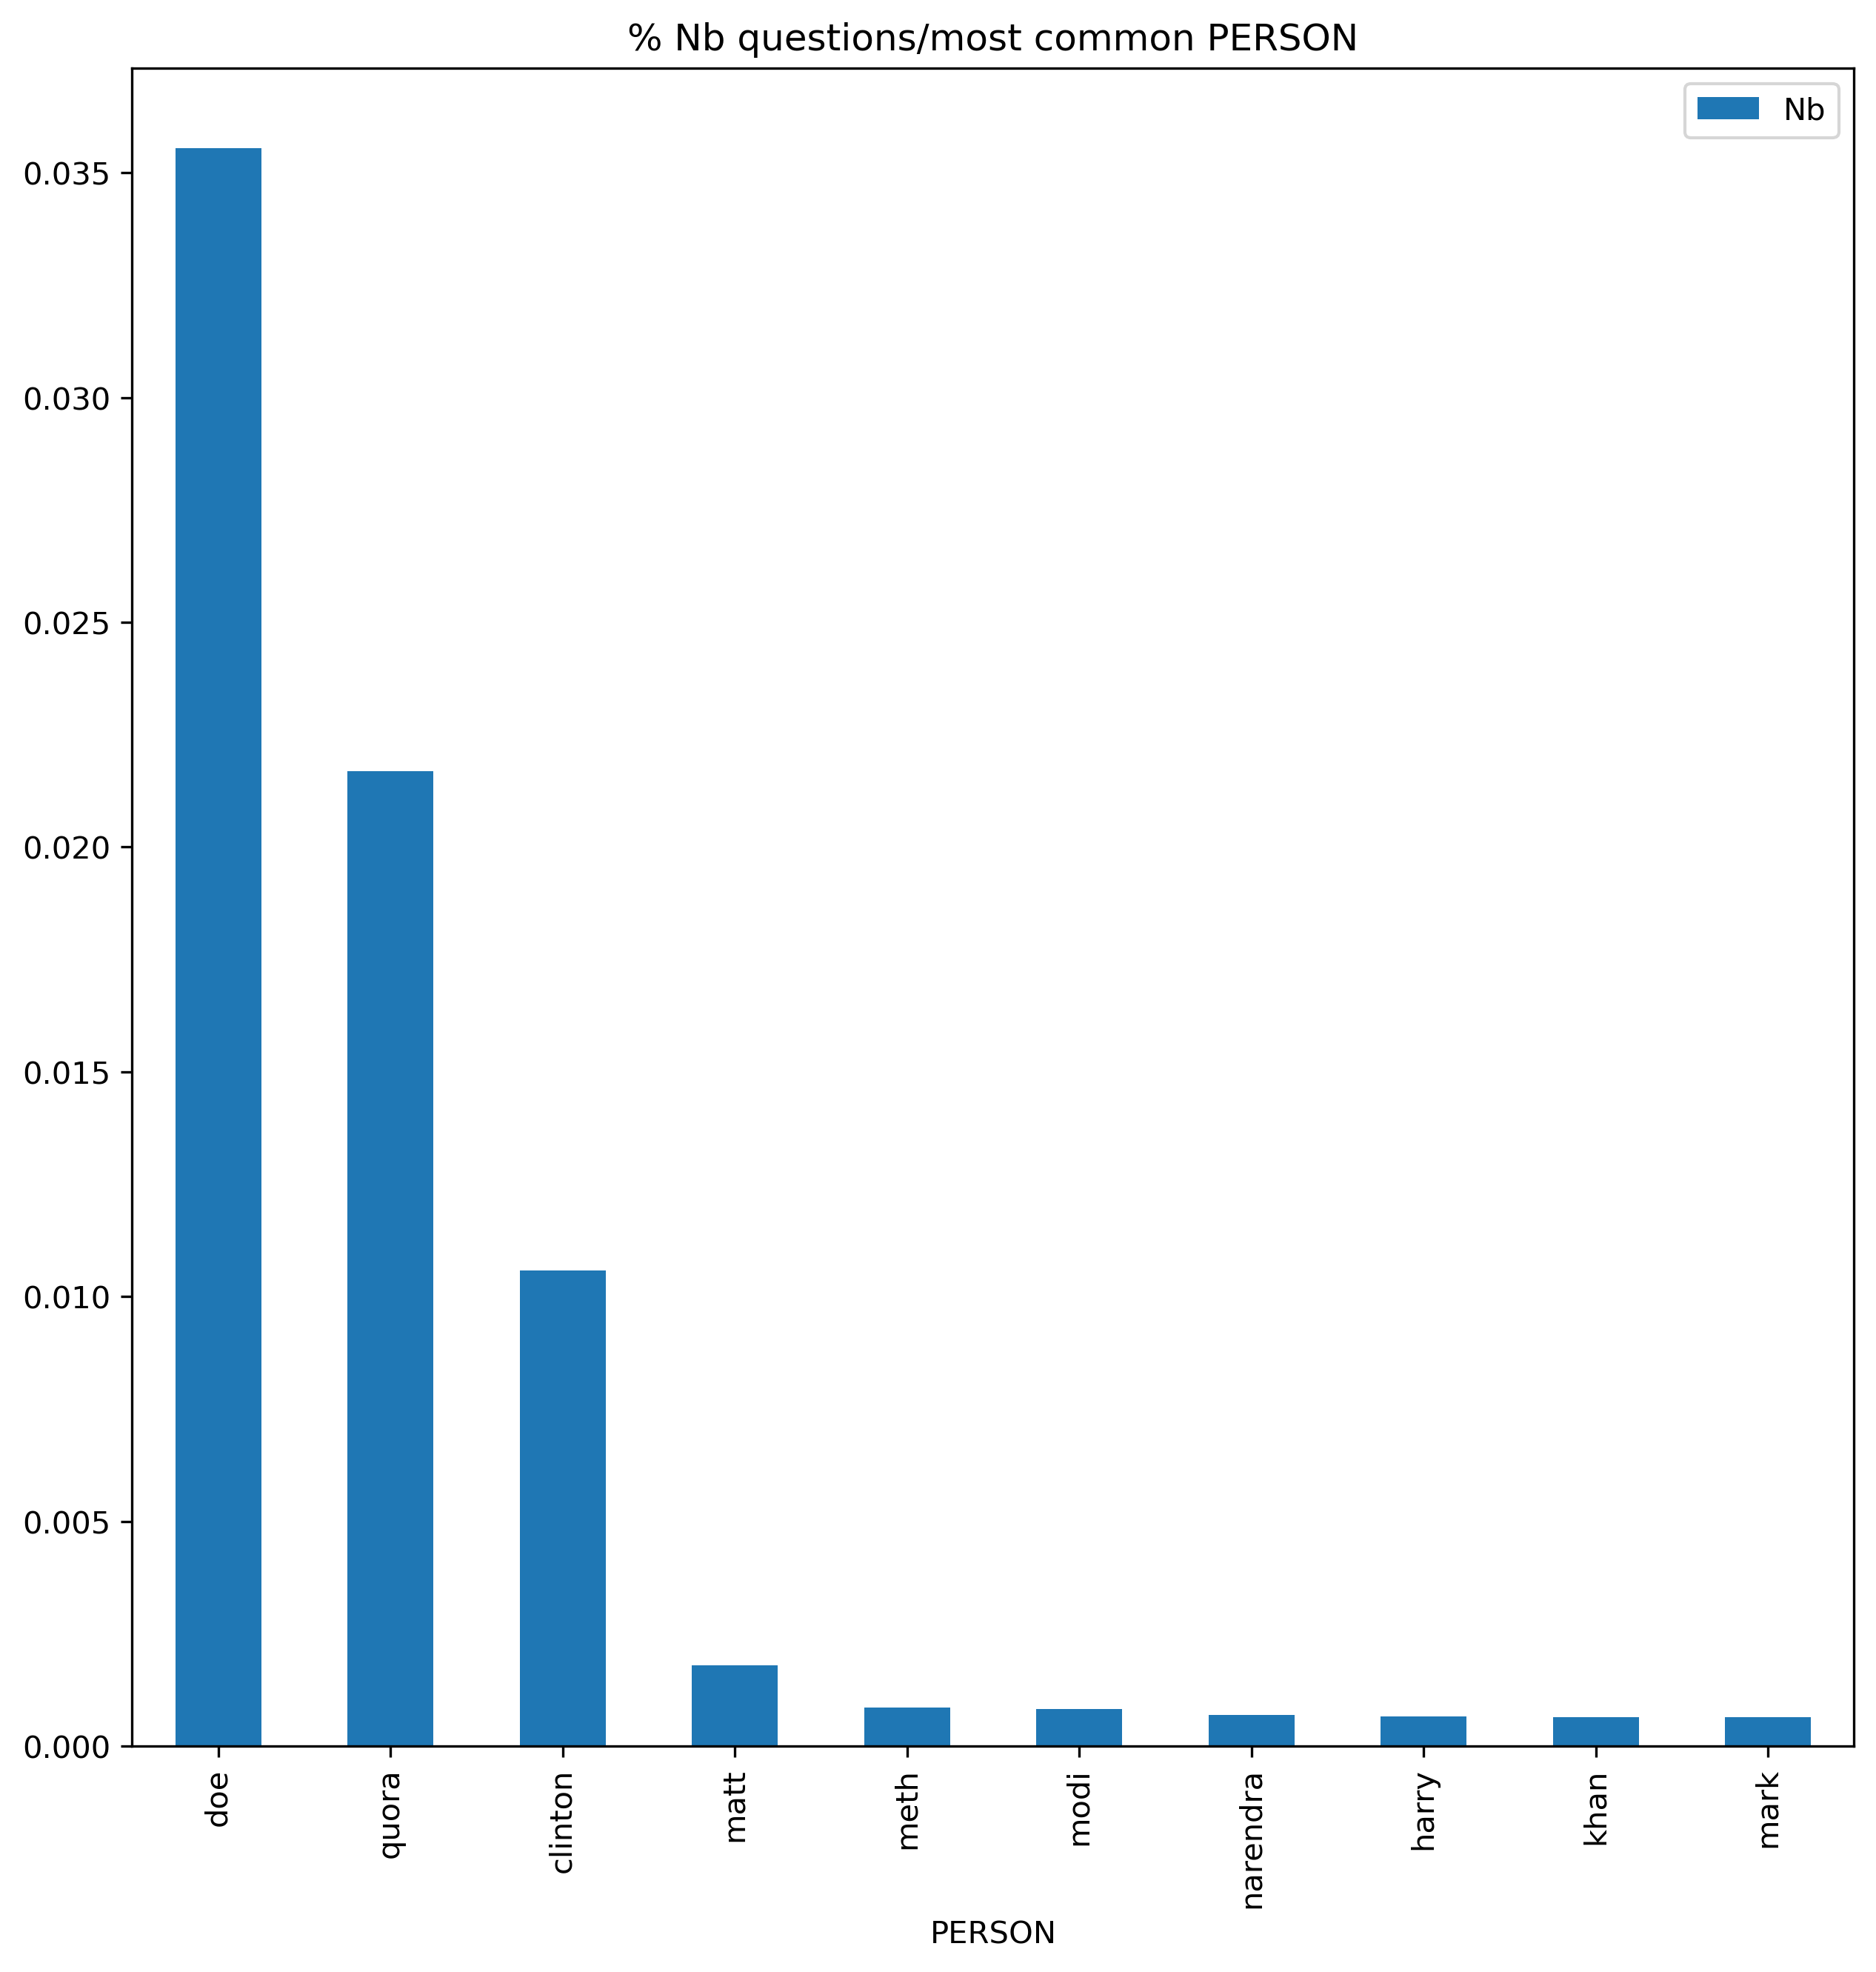 % Nb questions/most common PERSON
Nb
0.035
0.030
0.025
0.020
0.015
0.010
0.005
0.000
doe
quora
clinton
matt
meth
modi
narendra
harry
khan
mark
PERSON